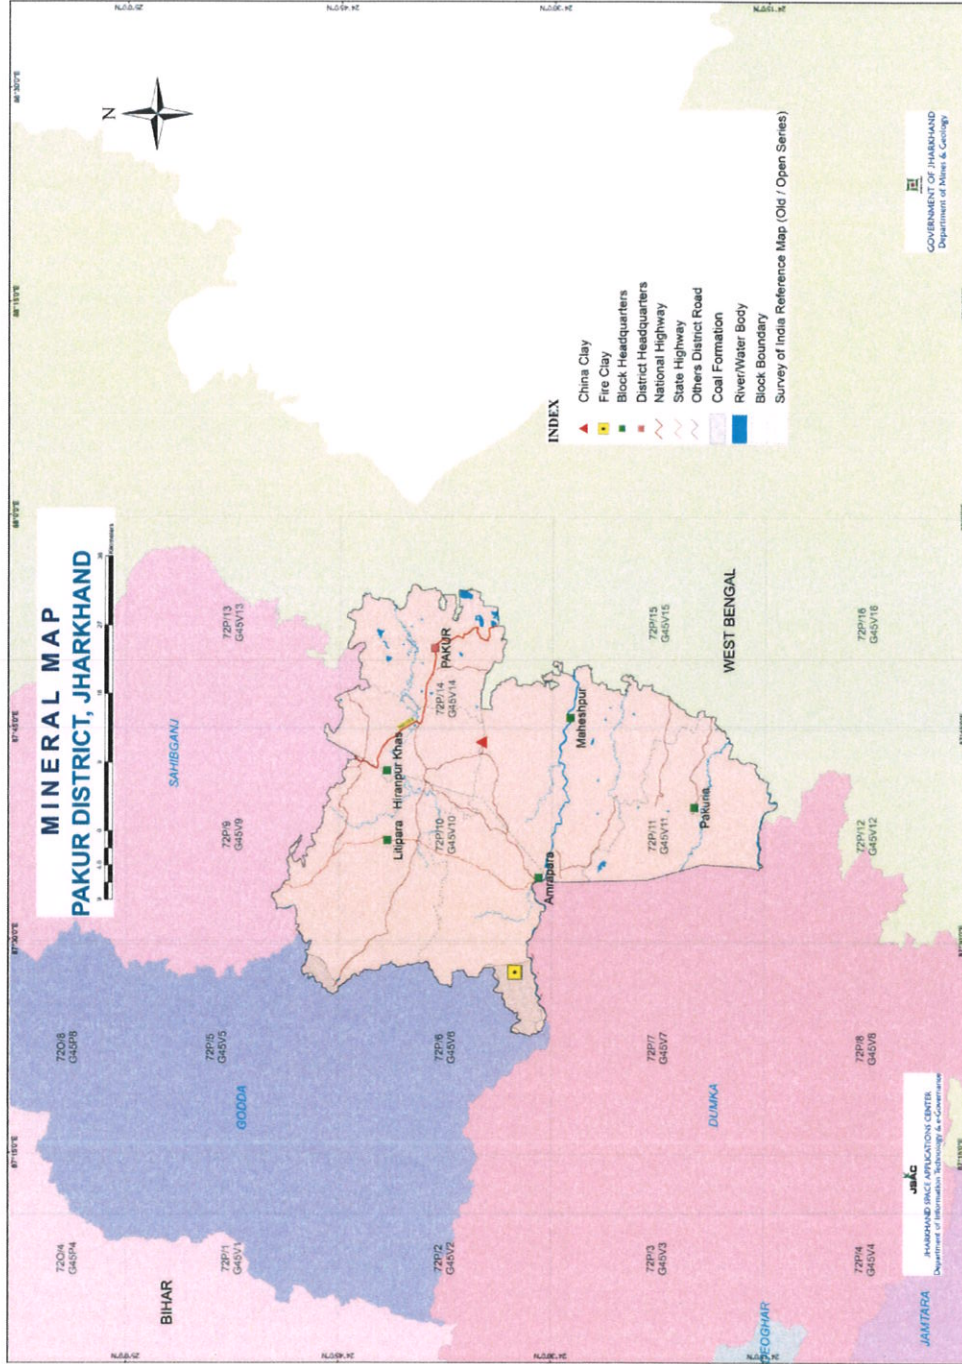 MINERAL MAP
PAKUR DISTRICT, JHARKHAND
Kilometers
N
BIHAR
GODDA
SAHIBGANJ
DUMKA
DEOGHAR
JAMTARA
WEST BENGAL
72O/4
G45P4
72O/8
G45P8
72P/1
G45V1
72P/5
G45V5
72P/9
G45V9
72P/13
G45V13
72P/2
G45V2
72P/6
G45V6
72P/10
G45V10
72P/14
G45V14
72P/3
G45V3
72P/7
G45V7
72P/11
G45V11
72P/15
G45V15
72P/4
G45V4
72P/8
G45V8
72P/12
G45V12
72P/16
G45V16
Litipara
Hiranpur Khas
PAKUR
Amrapara
Maheshpur
Pakuria
INDEX
China Clay
Fire Clay
Block Headquarters
District Headquarters
National Highway
State Highway
Others District Road
Coal Formation
River/Water Body
Block Boundary
Survey of India Reference Map (Old / Open Series)
JSAC
JHARKHAND SPACE APPLICATIONS CENTER
Department of Information Technology & e-Governance
GOVERNMENT OF JHARKHAND
Department of Mines & Geology